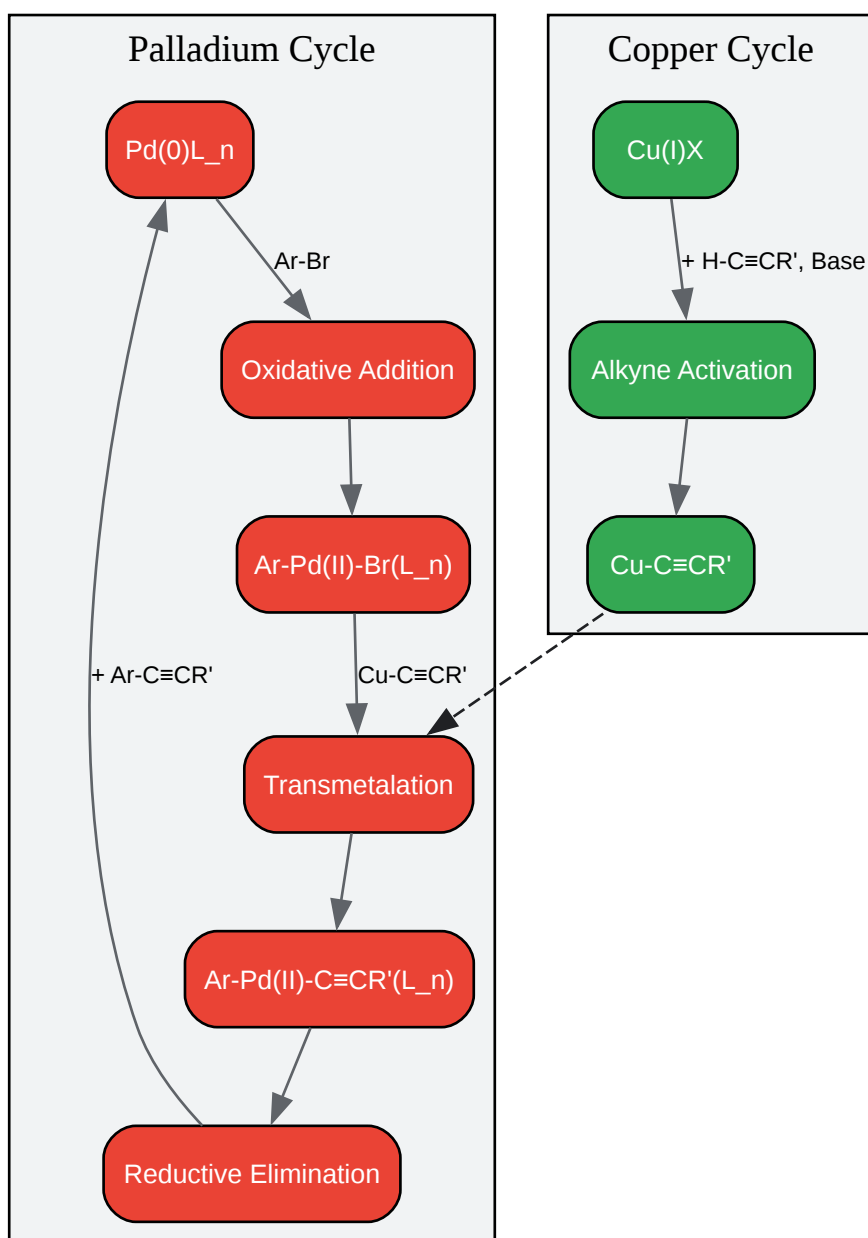 Palladium Cycle
Pd(0)L_n
Ar-Br
Oxidative Addition
Ar-Pd(II)-Br(L_n)
+ Ar-C≡CR'
Cu-C≡CR'
Transmetalation
Ar-Pd(II)-C≡CR'(L_n)
Reductive Elimination
Copper Cycle
Cu(I)X
+ H-C≡CR', Base
Alkyne Activation
Cu-C≡CR'